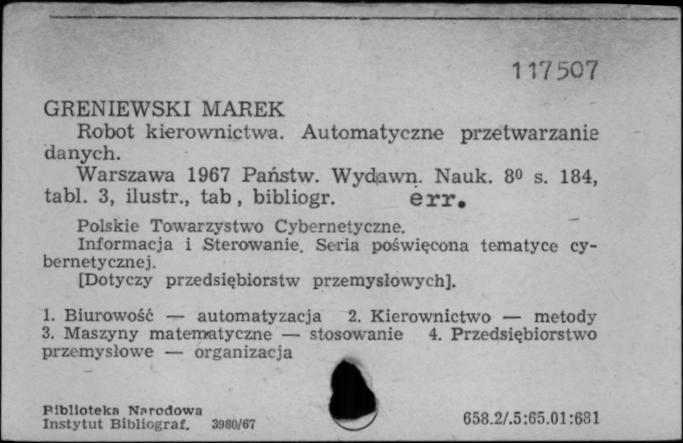 117507
GRENIEWSKI MAREK
Robot kierownictwa. Automatyczne przetwarzanie
danych.
Warszawa 1967 Państw. Wydawn. Nauk. 8⁰ s. 184,
tabl. 3, ilustr., tab , bibliogr. err.
Polskie Towarzystwo Cybernetyczne.
Informacja i Sterowanie. Seria poświęcona tematyce cy-
bernetycznej.
[Dotyczy przedsiębiorstw przemysłowych].
1. Biurowość — automatyzacja 2. Kierownictwo — metody
3. Maszyny matematyczne — stosowanie 4. Przedsiębiorstwo
przemysłowe — organizacja
Biblioteka Narodowa
Instytut Bibliograf. 3980/67
658.2/.5:65.01:681